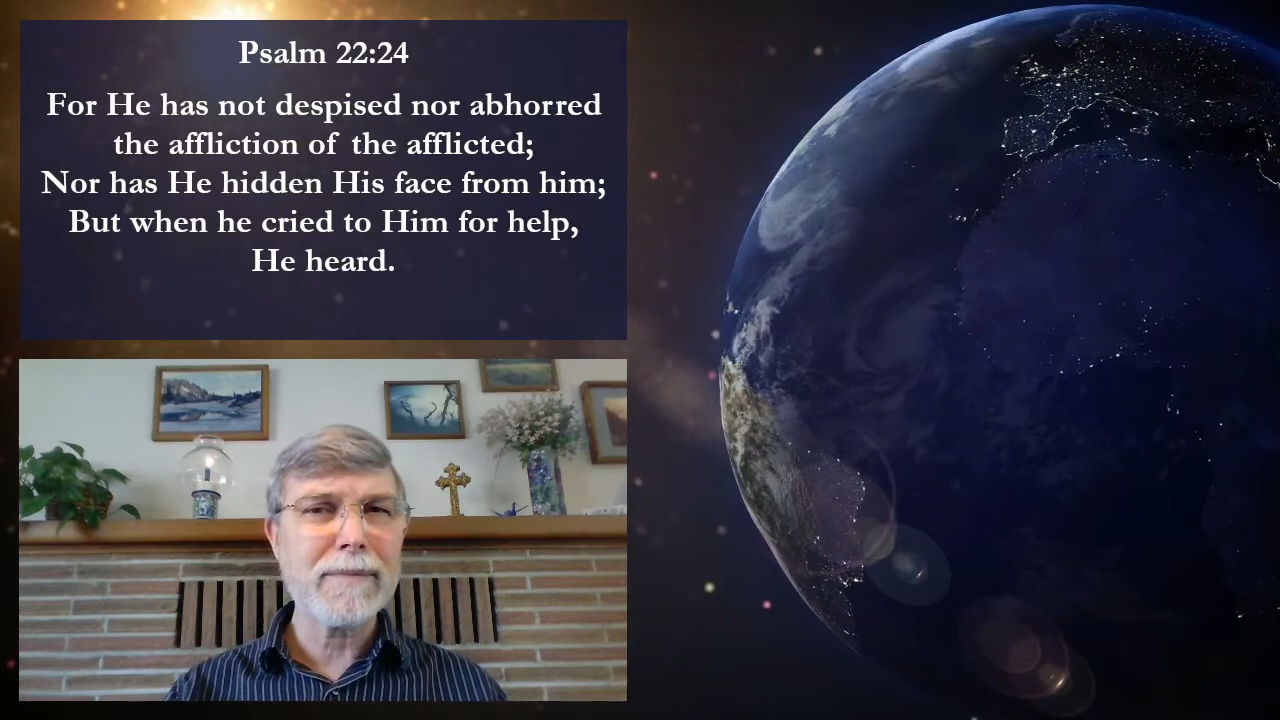 Psalm 22:24
For He has not despised nor abhorred
the affliction of the afflicted;
Nor has He hidden His face from him;
But when he cried to Him for help,
He heard.